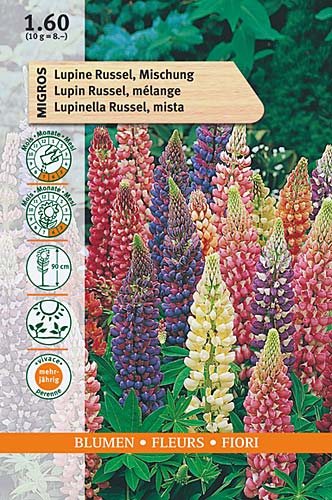 1.60
(10 g = 8.–)
MIGROS
Lupine Russel, Mischung
Lupin Russel, mélange
Lupinella Russel, mista
90 cm
vivace
mehr-
jährig
perenne
BLUMEN • FLEURS • FIORI